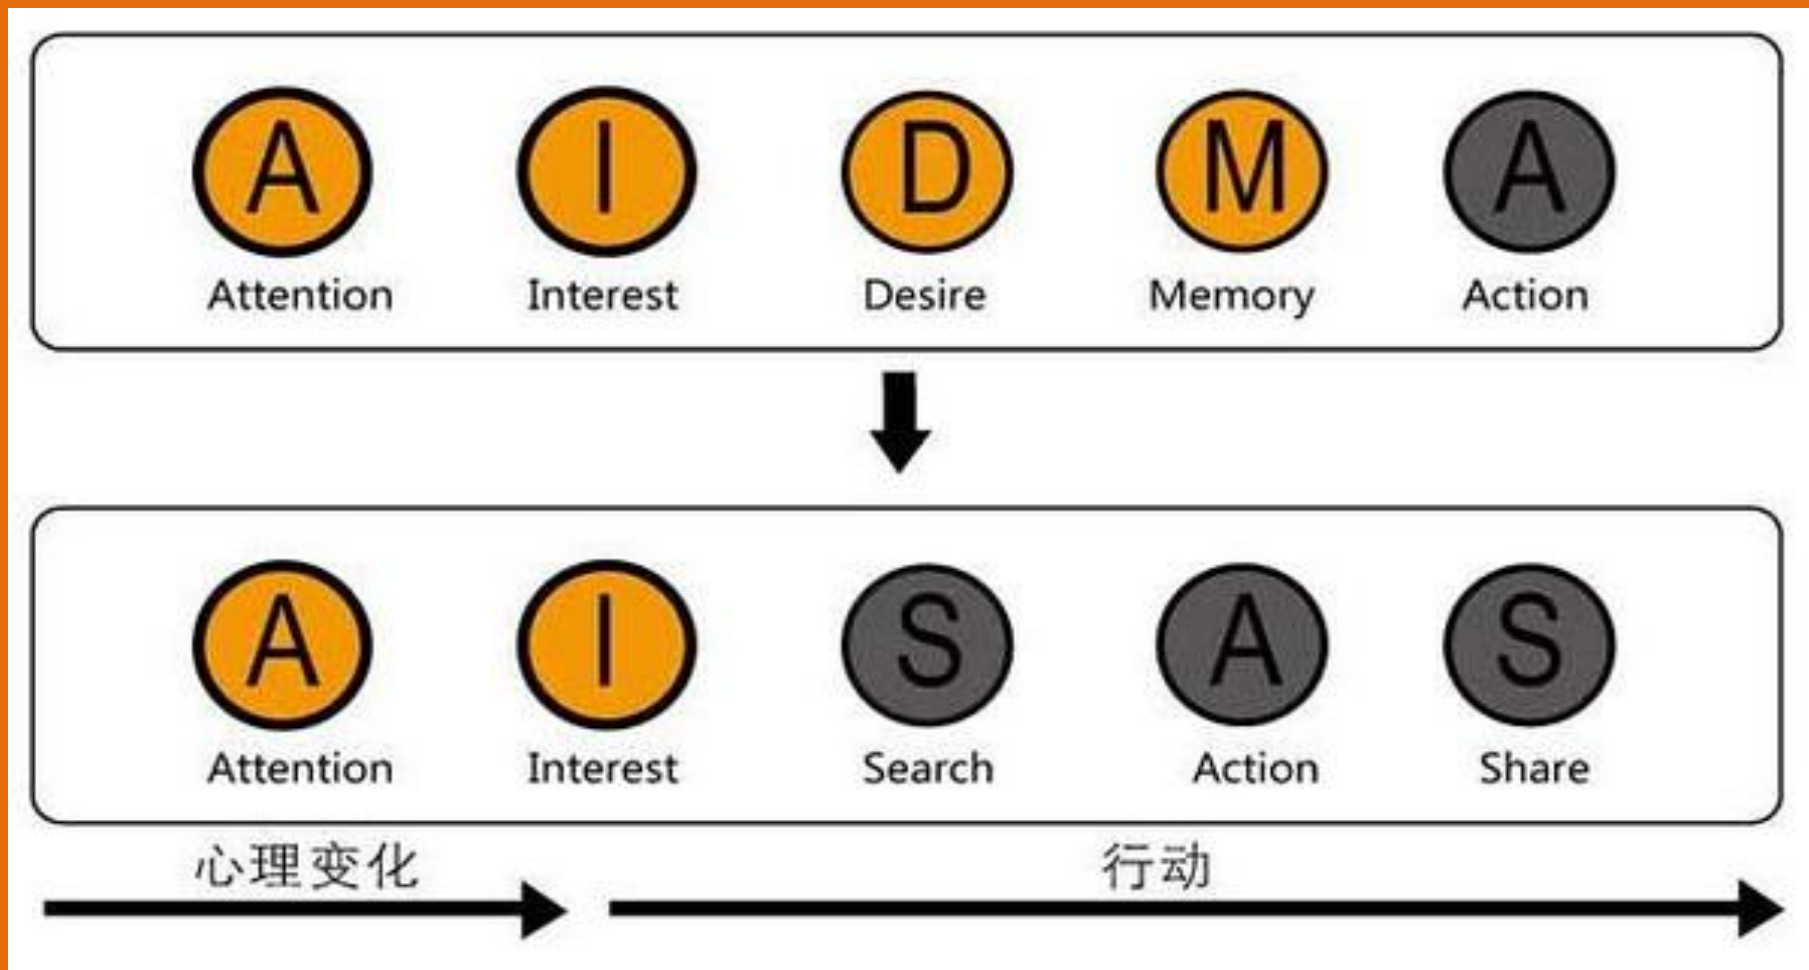 A I D M A
Attention Interest Desire Memory Action
A I S A S
Attention Interest Search Action Share
心理变化 行动